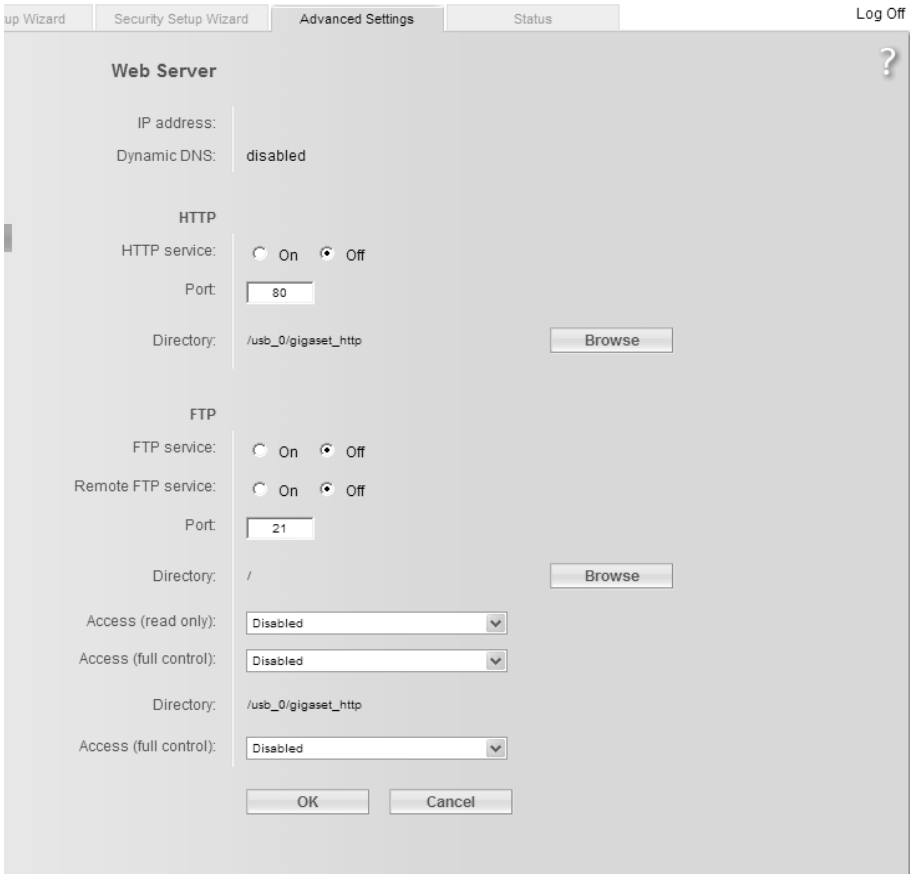 up Wizard Security Setup Wizard Advanced Settings Status Log Off
?
Web Server
IP address:
Dynamic DNS: disabled
HTTP
HTTP service: On Off
Port: 80
Directory: /usb_0/gigaset_http Browse
FTP
FTP service: On Off
Remote FTP service: On Off
Port: 21
Directory: / Browse
Access (read only): Disabled
Access (full control): Disabled
Directory: /usb_0/gigaset_http
Access (full control): Disabled
OK Cancel